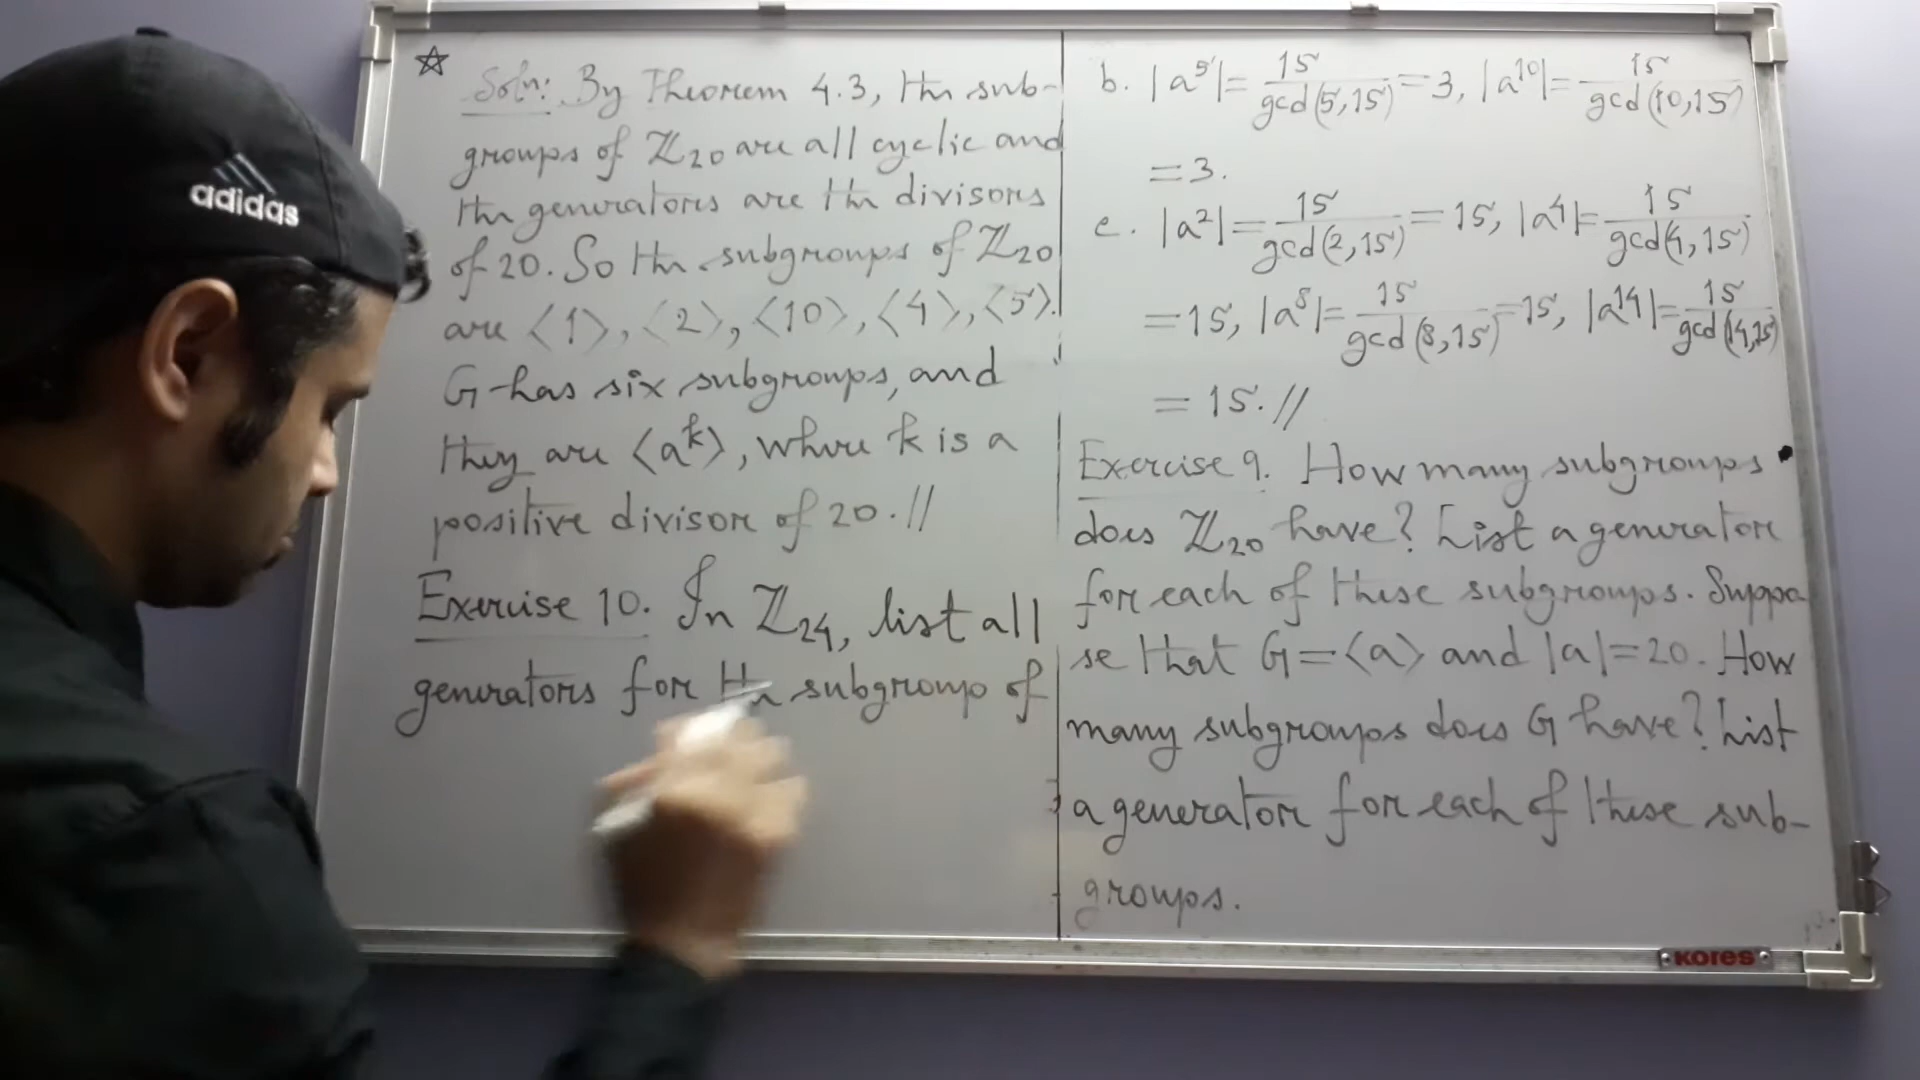 ☆
Soln: By Theorem 4.3, the sub-
groups of ℤ20 are all cyclic and
the generators are the divisors
of 20. So the subgroups of ℤ20
are ⟨1⟩, ⟨2⟩, ⟨10⟩, ⟨4⟩, ⟨5⟩.
G has six subgroups, and
they are ⟨a^k⟩, where k is a
positive divisor of 20.//
Exercise 10. In ℤ24, list all
generators for the subgroup of
b. |a^5| = 15/gcd(5,15) = 3, |a^10| = 15/gcd(10,15)
= 3.
c. |a^2| = 15/gcd(2,15) = 15, |a^4| = 15/gcd(4,15)
= 15, |a^8| = 15/gcd(8,15) = 15, |a^14| = 15/gcd(14,15)
= 15.//
Exercise 9. How many subgroups
does ℤ20 have? List a generator
for each of these subgroups. Suppo
se that G = ⟨a⟩ and |a| = 20. How
many subgroups does G have? List
a generator for each of these sub-
groups.
adidas
KORES